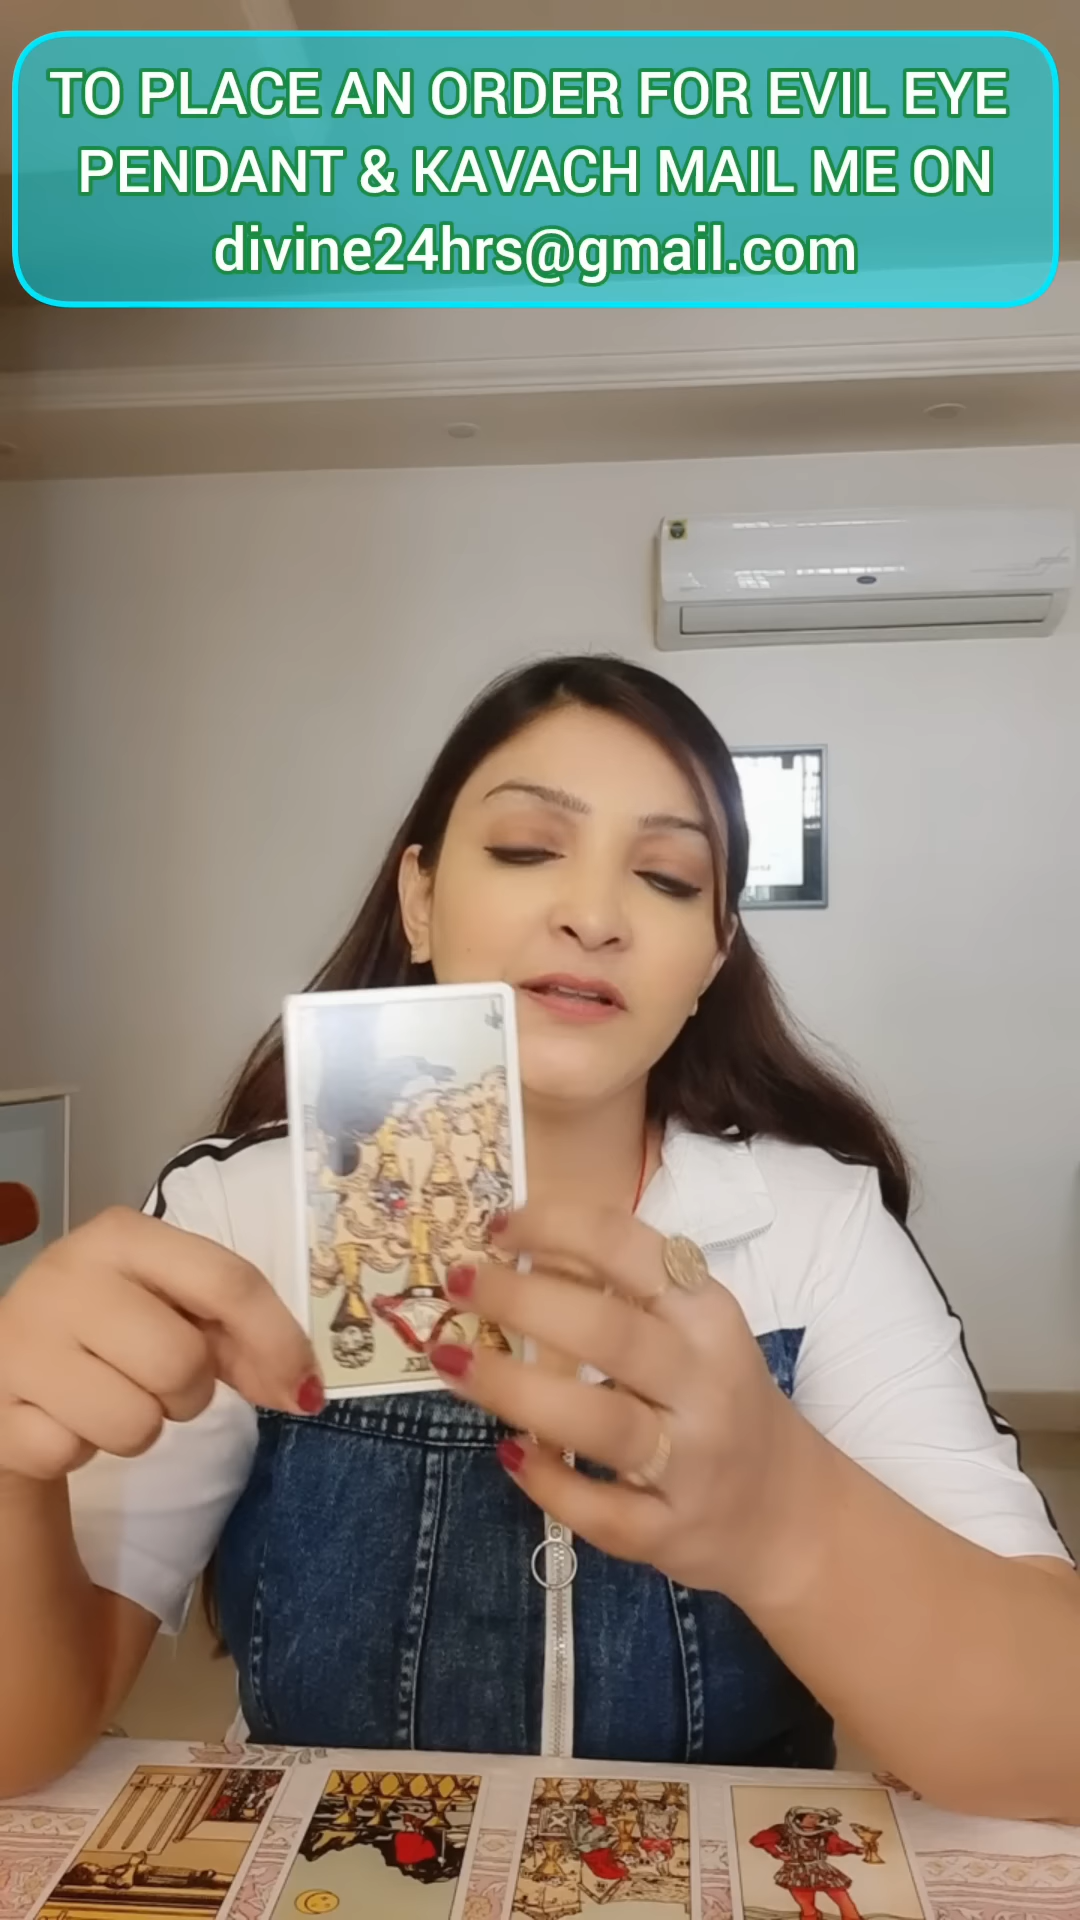 TO PLACE AN ORDER FOR EVIL EYE
PENDANT & KAVACH MAIL ME ON
divine24hrs@gmail.com